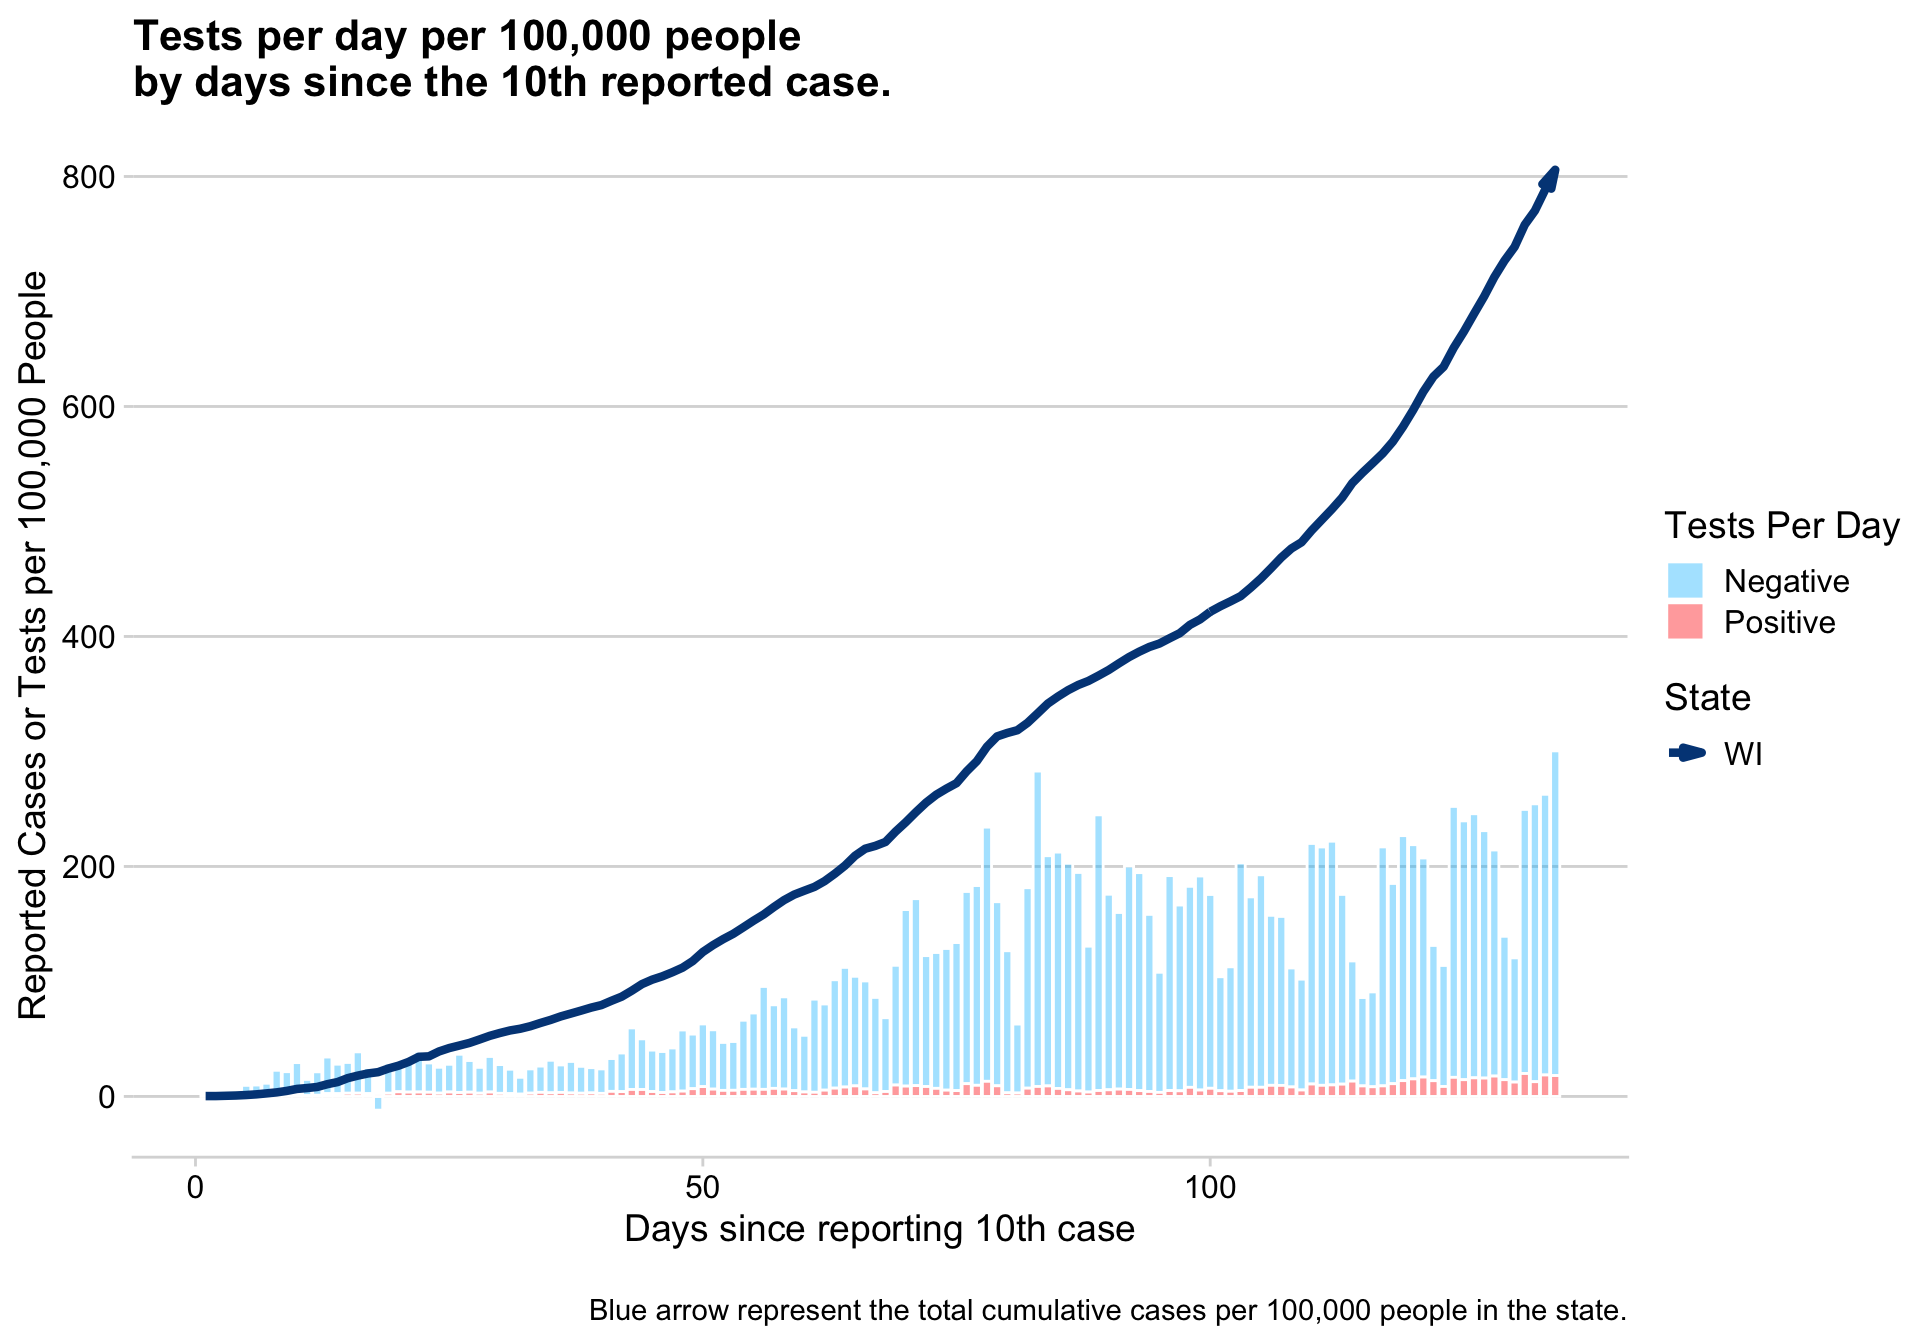 Tests per day per 100,000 people
by days since the 10th reported case.
Reported Cases or Tests per 100,000 People
800
600
400
200
0
0
50
100
Days since reporting 10th case
Tests Per Day
Negative
Positive
State
WI
Blue arrow represent the total cumulative cases per 100,000 people in the state.